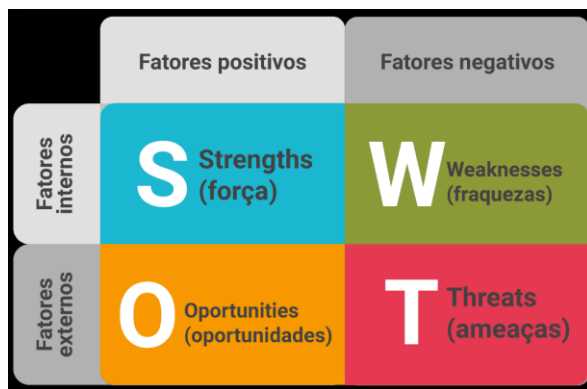 Fatores positivos
Fatores negativos
Fatores
internos
S
Strengths
(força)
W
Weaknesses
(fraquezas)
Fatores
externos
O
Oportunities
(oportunidades)
T
Threats
(ameaças)